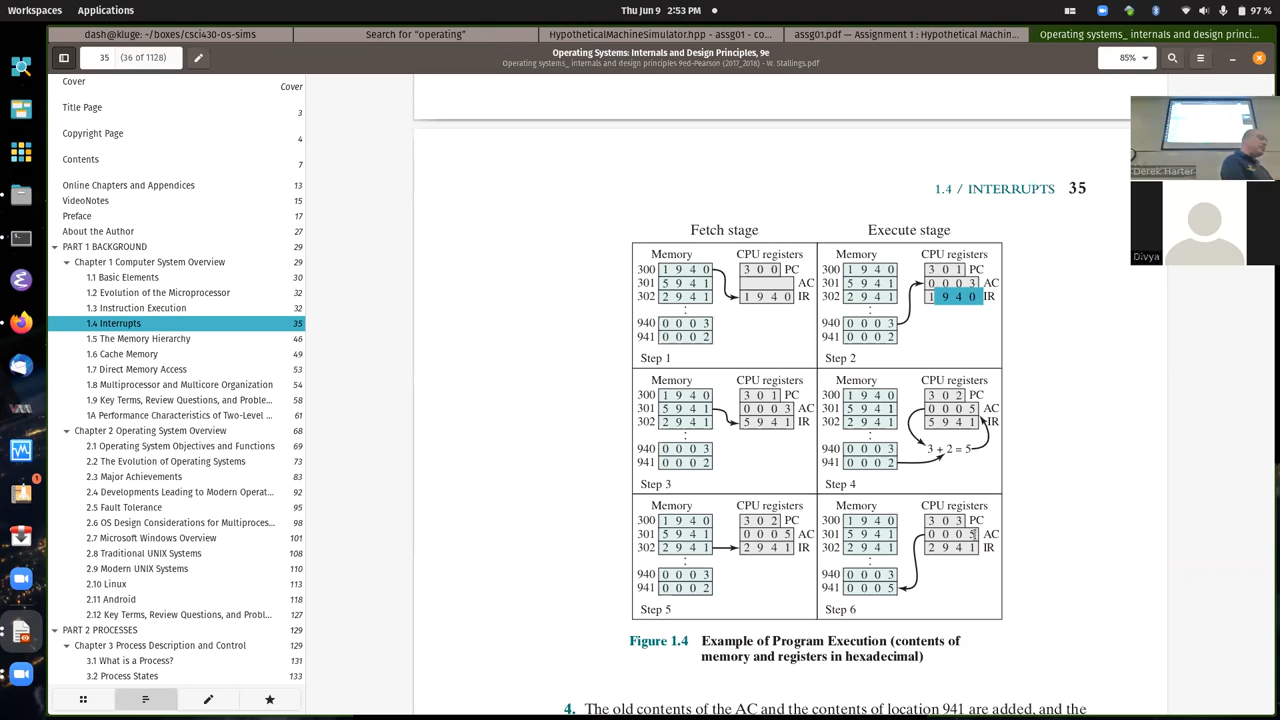 Workspaces Applications Thu Jun 9 2:53 PM 97 %
dash@kluge: ~/boxes/csci430-os-sims Search for "operating" HypotheticalMachineSimulator.hpp - co... assg01.pdf — Assignment 1 : Hypothetical Machin... Operating systems_ internals and design princi...
35 (36 of 1128) Operating Systems: Internals and Design Principles, 9e 85%
Operating systems_ internals and design principles 9ed-Pearson (2017_2018) - W. Stallings.pdf
Cover Cover
Title Page 3
Copyright Page 4
Contents 7
Online Chapters and Appendices 13
VideoNotes 15
Preface 17
About the Author 27
PART 1 BACKGROUND 29
Chapter 1 Computer System Overview 29
1.1 Basic Elements 30
1.2 Evolution of the Microprocessor 32
1.3 Instruction Execution 32
1.4 Interrupts 35
1.5 The Memory Hierarchy 46
1.6 Cache Memory 49
1.7 Direct Memory Access 53
1.8 Multiprocessor and Multicore Organization 54
1.9 Key Terms, Review Questions, and Proble... 58
1A Performance Characteristics of Two-Level ... 61
Chapter 2 Operating System Overview 68
2.1 Operating System Objectives and Functions 69
2.2 The Evolution of Operating Systems 73
2.3 Major Achievements 83
2.4 Developments Leading to Modern Operat... 92
2.5 Fault Tolerance 95
2.6 OS Design Considerations for Multiproces... 98
2.7 Microsoft Windows Overview 101
2.8 Traditional UNIX Systems 108
2.9 Modern UNIX Systems 110
2.10 Linux 113
2.11 Android 118
2.12 Key Terms, Review Questions, and Probl... 127
PART 2 PROCESSES 129
Chapter 3 Process Description and Control 129
3.1 What is a Process? 131
3.2 Process States 133
1
Derek Harter
Divya
1.4 / INTERRUPTS 35
Fetch stage Execute stage
Memory CPU registers Memory CPU registers
300 1 9 4 0 3 0 0 PC 300 1 9 4 0 3 0 1 PC
301 5 9 4 1 AC 301 5 9 4 1 0 0 0 3 AC
302 2 9 4 1 1 9 4 0 IR 302 2 9 4 1 1 9 4 0 IR
940 0 0 0 3 940 0 0 0 3
941 0 0 0 2 941 0 0 0 2
Step 1 Step 2
Memory CPU registers Memory CPU registers
300 1 9 4 0 3 0 1 PC 300 1 9 4 0 3 0 2 PC
301 5 9 4 1 0 0 0 3 AC 301 5 9 4 1 0 0 0 5 AC
302 2 9 4 1 5 9 4 1 IR 302 2 9 4 1 5 9 4 1 IR
940 0 0 0 3 940 0 0 0 3 3 + 2 = 5
941 0 0 0 2 941 0 0 0 2
Step 3 Step 4
Memory CPU registers Memory CPU registers
300 1 9 4 0 3 0 2 PC 300 1 9 4 0 3 0 3 PC
301 5 9 4 1 0 0 0 5 AC 301 5 9 4 1 0 0 0 5 AC
302 2 9 4 1 2 9 4 1 IR 302 2 9 4 1 2 9 4 1 IR
940 0 0 0 3 940 0 0 0 3
941 0 0 0 2 941 0 0 0 5
Step 5 Step 6
Figure 1.4 Example of Program Execution (contents of
memory and registers in hexadecimal)
4. The old contents of the AC and the contents of location 941 are added, and the